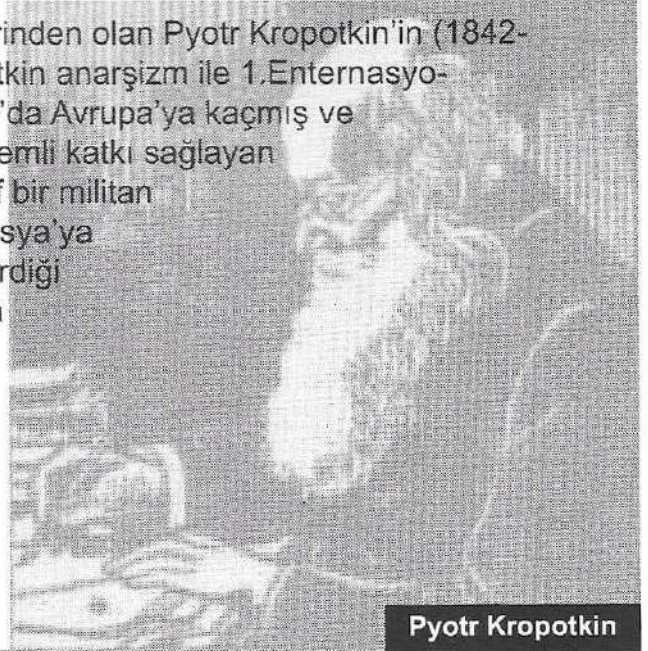 rinden olan Pyotr Kropotkin'in (1842-
tkin anarşizm ile 1.Enternasyo-
'da Avrupa'ya kaçmış ve
emli katkı sağlayan
f bir militan
sya'ya
rdiği
Pyotr Kropotkin